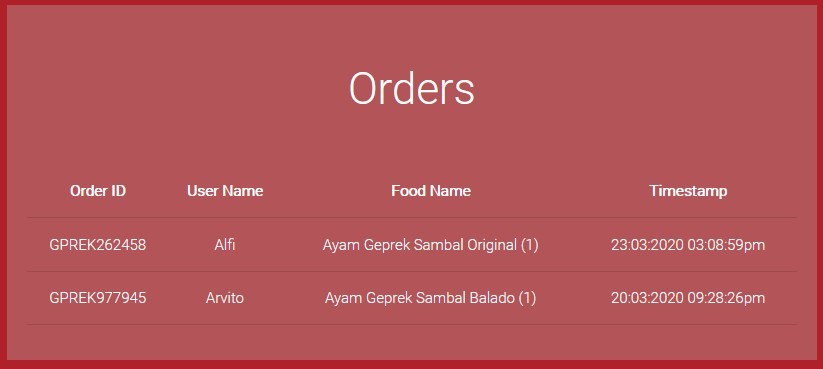 Orders
Order ID User Name Food Name Timestamp
GPREK262458 Alfi Ayam Geprek Sambal Original (1) 23:03:2020 03:08:59pm
GPREK977945 Arvito Ayam Geprek Sambal Balado (1) 20:03:2020 09:28:26pm